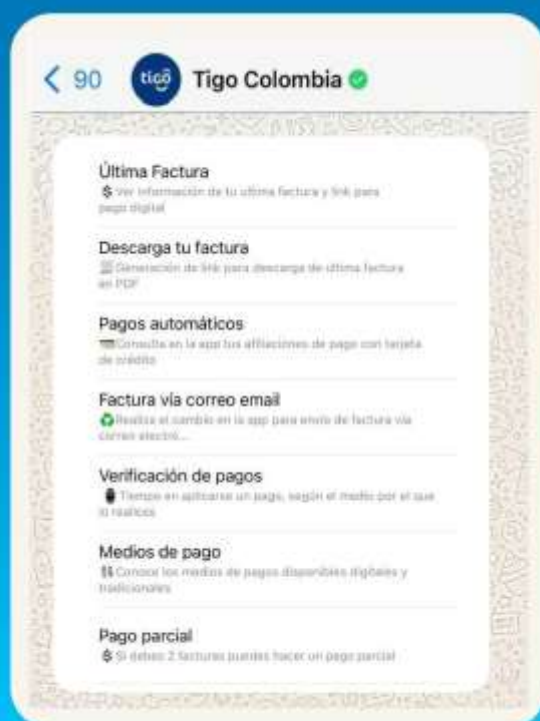 90
tigo
Tigo Colombia
Última Factura
$ Ver información de tu ultima factura y link para
pago digital
Descarga tu factura
Generación de link para descarga de última factura
en PDF
Pagos automáticos
Consulta en la app tus afiliaciones de pago con tarjeta
de crédito
Factura vía correo email
Realiza el cambio en la app para envío de factura vía
correo electró...
Verificación de pagos
Tiempo en aplicarse un pago, según el medio por el que
lo realices
Medios de pago
Conoce los medios de pagos disponibles digitales y
tradicionales
Pago parcial
$ Si debes 2 facturas puedes hacer un pago parcial